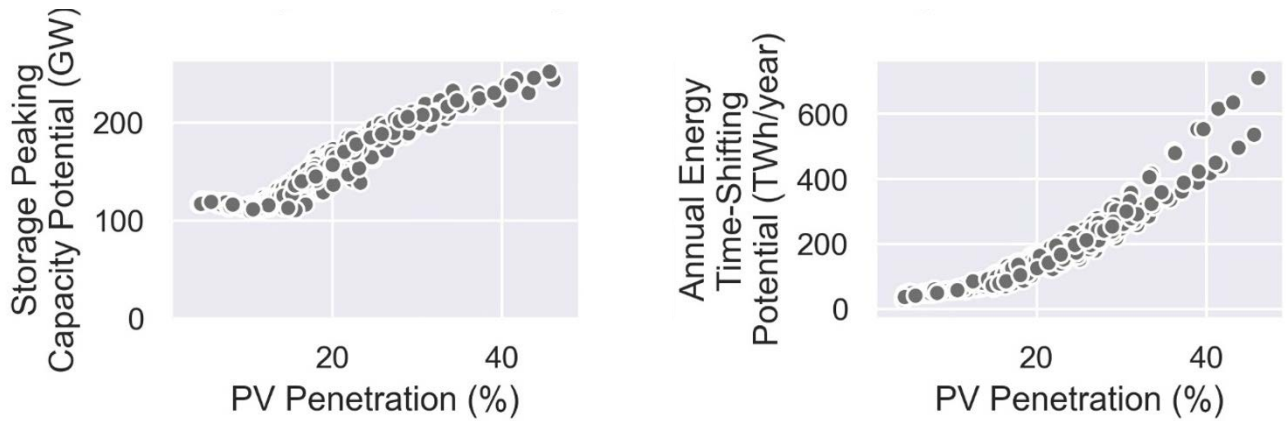 Storage Peaking
Capacity Potential (GW)
200
100
0
20
40
PV Penetration (%)
Annual Energy
Time-Shifting
Potential (TWh/year)
600
400
200
0
20
40
PV Penetration (%)